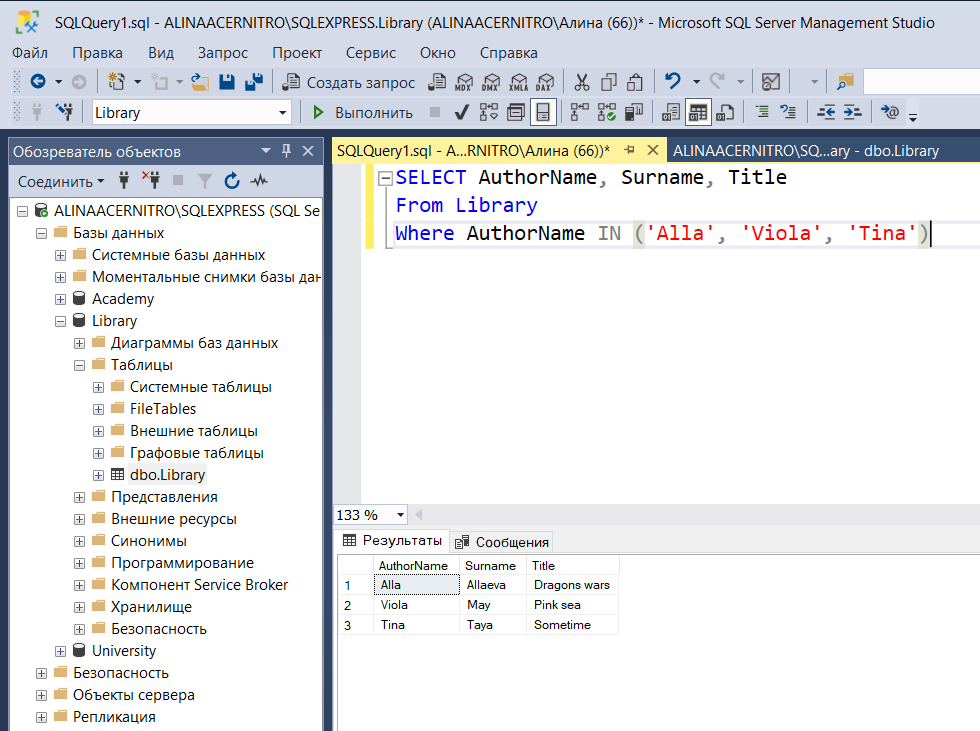 SQLQuery1.sql - ALINAACERNITRO\SQLEXPRESS.Library (ALINAACERNITRO\Алина (66))* - Microsoft SQL Server Management Studio
Файл Правка Вид Запрос Проект Сервис Окно Справка
Создать запрос MDX DMX XMLA DAX
Library Выполнить
Обозреватель объектов
SQLQuery1.sql - A...RNITRO\Алина (66))* ALINAACERNITRO\SQ...ary - dbo.Library
Соединить
ALINAACERNITRO\SQLEXPRESS (SQL Se
Базы данных
Системные базы данных
Моментальные снимки базы дан
Academy
Library
Диаграммы баз данных
Таблицы
Системные таблицы
FileTables
Внешние таблицы
Графовые таблицы
dbo.Library
Представления
Внешние ресурсы
Синонимы
Программирование
Компонент Service Broker
Хранилище
Безопасность
University
Безопасность
Объекты сервера
Репликация
SELECT AuthorName, Surname, Title
From Library
Where AuthorName IN ('Alla', 'Viola', 'Tina')
133 %
Результаты Сообщения
AuthorName Surname Title
1 Alla Allaeva Dragons wars
2 Viola May Pink sea
3 Tina Taya Sometime